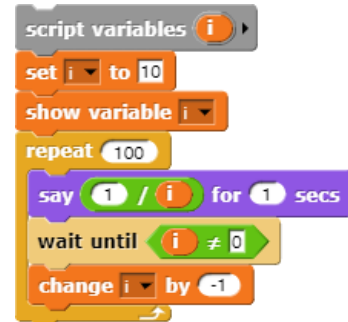 script variables i
set i to 10
show variable i
repeat 100
say 1 / i for 1 secs
wait until i ≠ 0
change i by -1